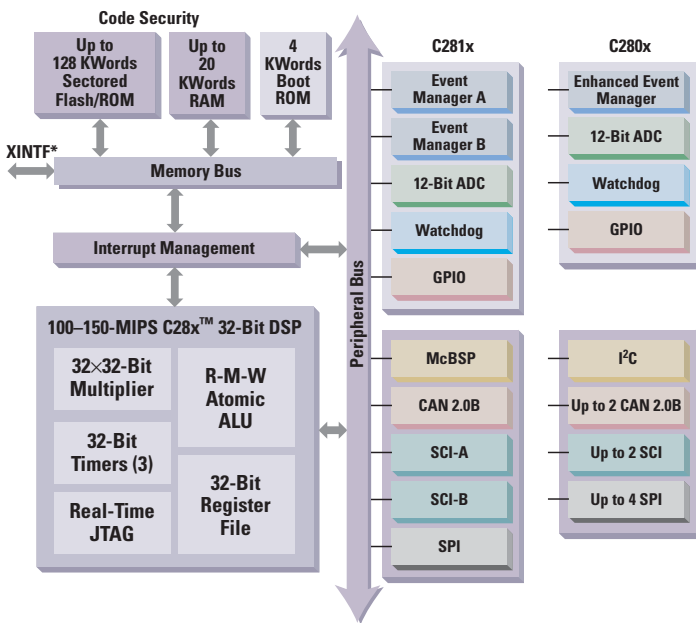 Code Security
Up to
128 KWords
Sectored
Flash/ROM
Up to
20
KWords
RAM
4
KWords
Boot
ROM
XINTF*
Memory Bus
Interrupt Management
100–150-MIPS C28x™ 32-Bit DSP
32×32-Bit
Multiplier
R-M-W
Atomic
ALU
32-Bit
Timers (3)
32-Bit
Register
File
Real-Time
JTAG
Peripheral Bus
C281x
Event
Manager A
Event
Manager B
12-Bit ADC
Watchdog
GPIO
McBSP
CAN 2.0B
SCI-A
SCI-B
SPI
C280x
Enhanced Event
Manager
12-Bit ADC
Watchdog
GPIO
I²C
Up to 2 CAN 2.0B
Up to 2 SCI
Up to 4 SPI